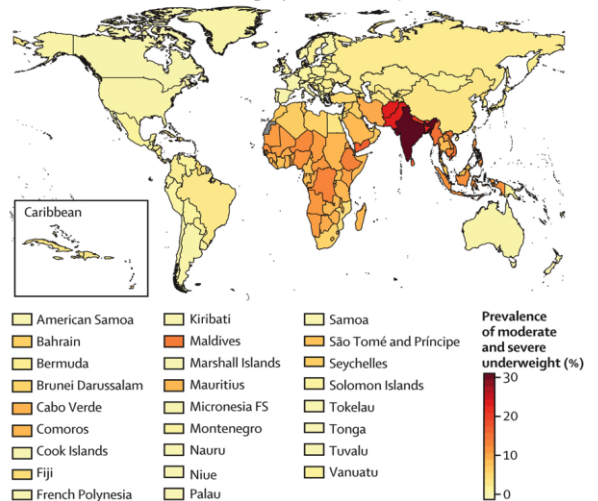 Caribbean
American Samoa
Bahrain
Bermuda
Brunei Darussalam
Cabo Verde
Comoros
Cook Islands
Fiji
French Polynesia
Kiribati
Maldives
Marshall Islands
Mauritius
Micronesia FS
Montenegro
Nauru
Niue
Palau
Samoa
São Tomé and Príncipe
Seychelles
Solomon Islands
Tokelau
Tonga
Tuvalu
Vanuatu
Prevalence
of moderate
and severe
underweight (%)
30
20
10
0